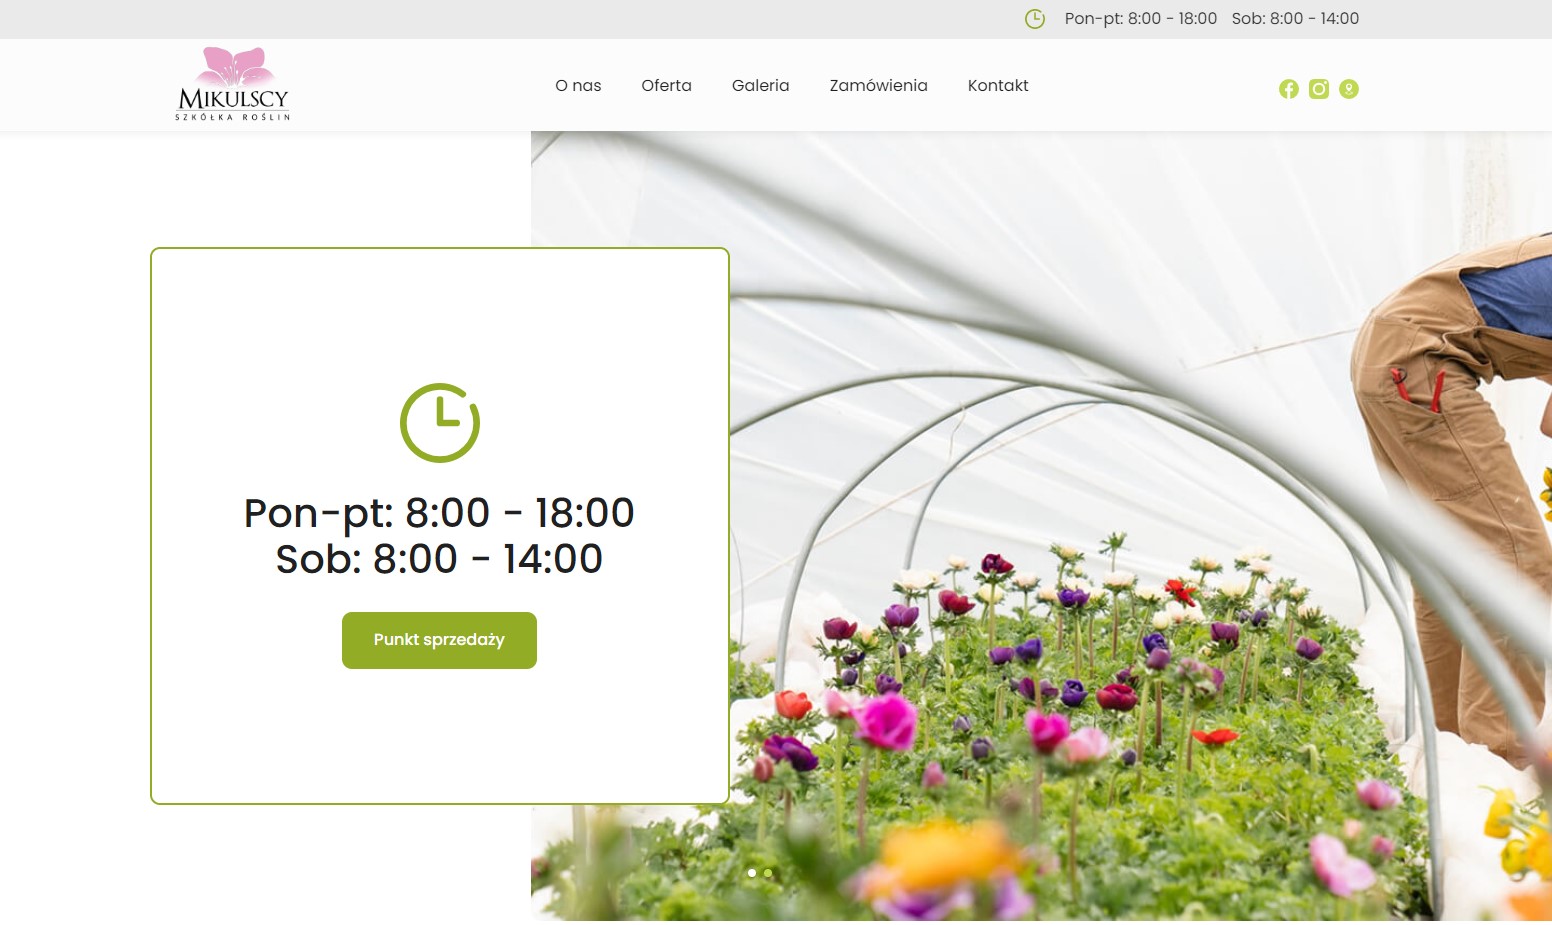 Pon-pt: 8:00 - 18:00 Sob: 8:00 - 14:00
MIKULSCY
SZKÓŁKA ROŚLIN
O nas Oferta Galeria Zamówienia Kontakt
Pon-pt: 8:00 - 18:00
Sob: 8:00 - 14:00
Punkt sprzedaży